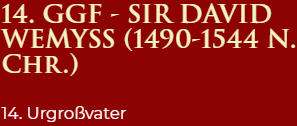 14. GGF - SIR DAVID
WEMYSS (1490-1544 N.
CHR.)
14. Urgroßvater